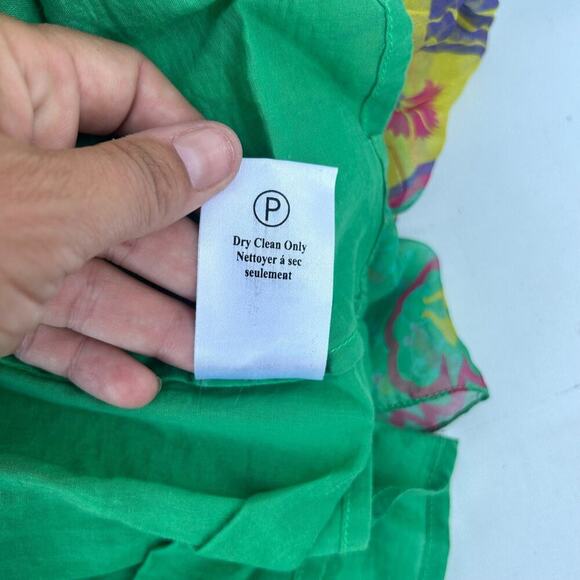 P
Dry Clean Only
Nettoyer á sec
seulement